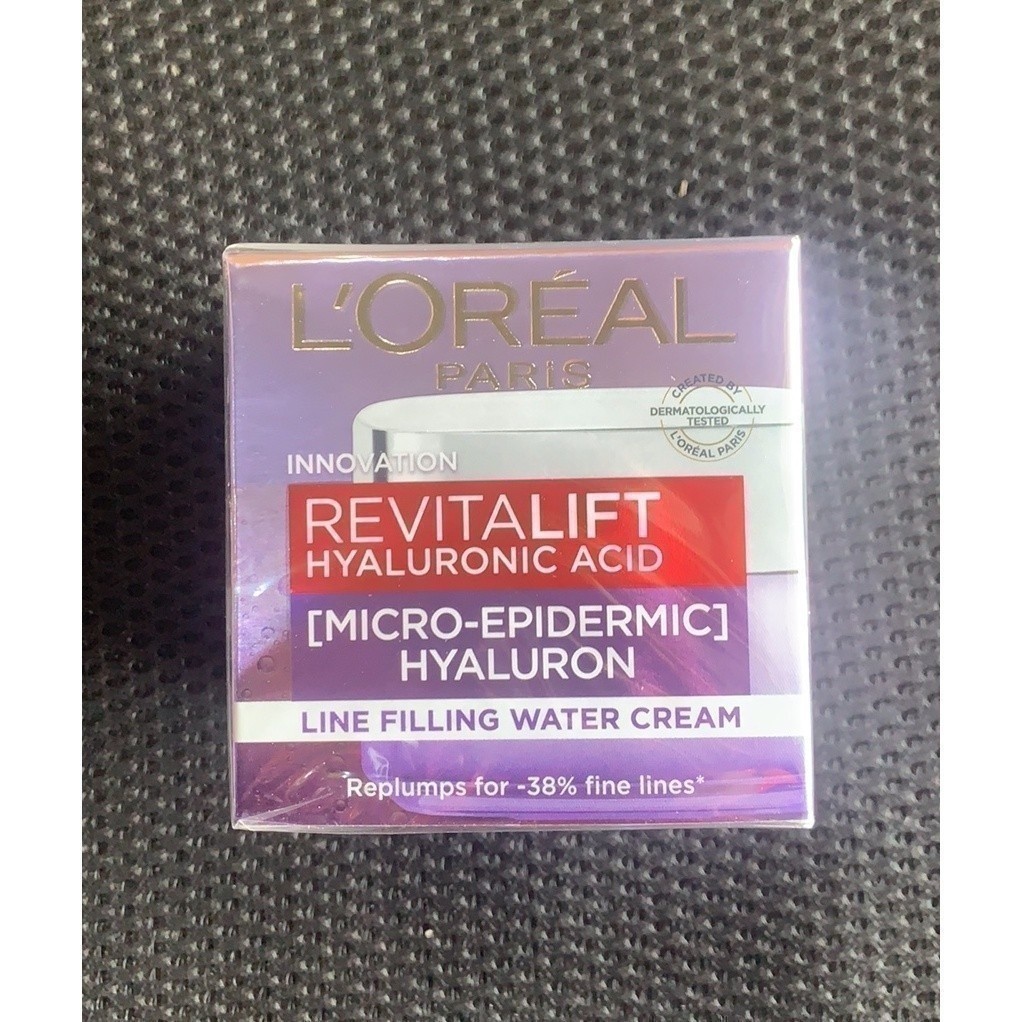 L'ORÉAL
PARiS
CREATED BY
DERMATOLOGICALLY
TESTED
L'ORÉAL PARIS
INNOVATION
REVITALIFT
HYALURONIC ACID
[MICRO-EPIDERMIC]
HYALURON
LINE FILLING WATER CREAM
Replumps for -38% fine lines*